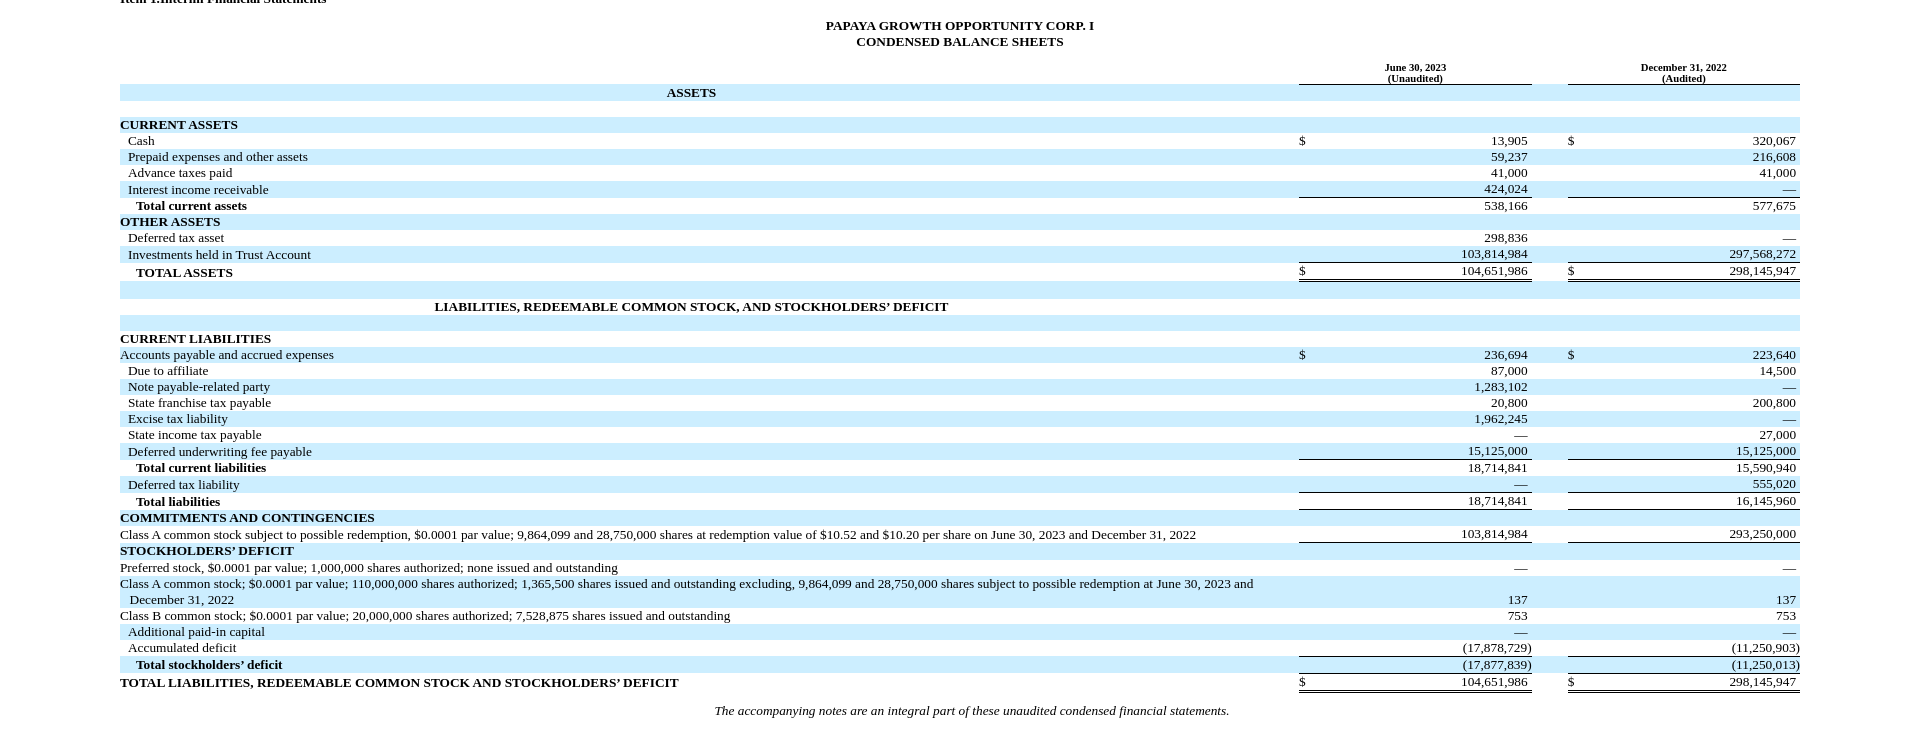 Item 1.Interim Financial Statements
PAPAYA GROWTH OPPORTUNITY CORP. I
CONDENSED BALANCE SHEETS
June 30, 2023 December 31, 2022
(Unaudited) (Audited)
ASSETS
CURRENT ASSETS
Cash $ 13,905 $ 320,067
Prepaid expenses and other assets 59,237 216,608
Advance taxes paid 41,000 41,000
Interest income receivable 424,024 —
Total current assets 538,166 577,675
OTHER ASSETS
Deferred tax asset 298,836 —
Investments held in Trust Account 103,814,984 297,568,272
TOTAL ASSETS $ 104,651,986 $ 298,145,947
LIABILITIES, REDEEMABLE COMMON STOCK, AND STOCKHOLDERS’ DEFICIT
CURRENT LIABILITIES
Accounts payable and accrued expenses $ 236,694 $ 223,640
Due to affiliate 87,000 14,500
Note payable-related party 1,283,102 —
State franchise tax payable 20,800 200,800
Excise tax liability 1,962,245 —
State income tax payable — 27,000
Deferred underwriting fee payable 15,125,000 15,125,000
Total current liabilities 18,714,841 15,590,940
Deferred tax liability — 555,020
Total liabilities 18,714,841 16,145,960
COMMITMENTS AND CONTINGENCIES
Class A common stock subject to possible redemption, $0.0001 par value; 9,864,099 and 28,750,000 shares at redemption value of $10.52 and $10.20 per share on June 30, 2023 and December 31, 2022 103,814,984 293,250,000
STOCKHOLDERS’ DEFICIT
Preferred stock, $0.0001 par value; 1,000,000 shares authorized; none issued and outstanding — —
Class A common stock; $0.0001 par value; 110,000,000 shares authorized; 1,365,500 shares issued and outstanding excluding, 9,864,099 and 28,750,000 shares subject to possible redemption at June 30, 2023 and
December 31, 2022 137 137
Class B common stock; $0.0001 par value; 20,000,000 shares authorized; 7,528,875 shares issued and outstanding 753 753
Additional paid-in capital — —
Accumulated deficit (17,878,729) (11,250,903)
Total stockholders’ deficit (17,877,839) (11,250,013)
TOTAL LIABILITIES, REDEEMABLE COMMON STOCK AND STOCKHOLDERS’ DEFICIT $ 104,651,986 $ 298,145,947
The accompanying notes are an integral part of these unaudited condensed financial statements.